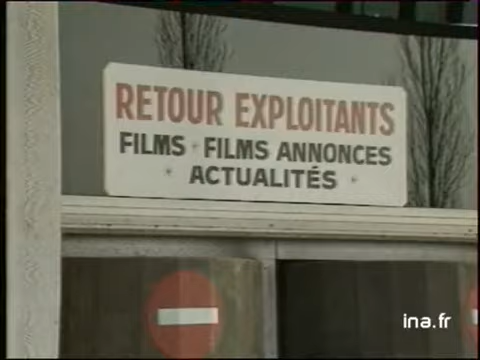 RETOUR EXPLOITANTS
FILMS · FILMS ANNONCES
· ACTUALITÉS ·
ina.fr